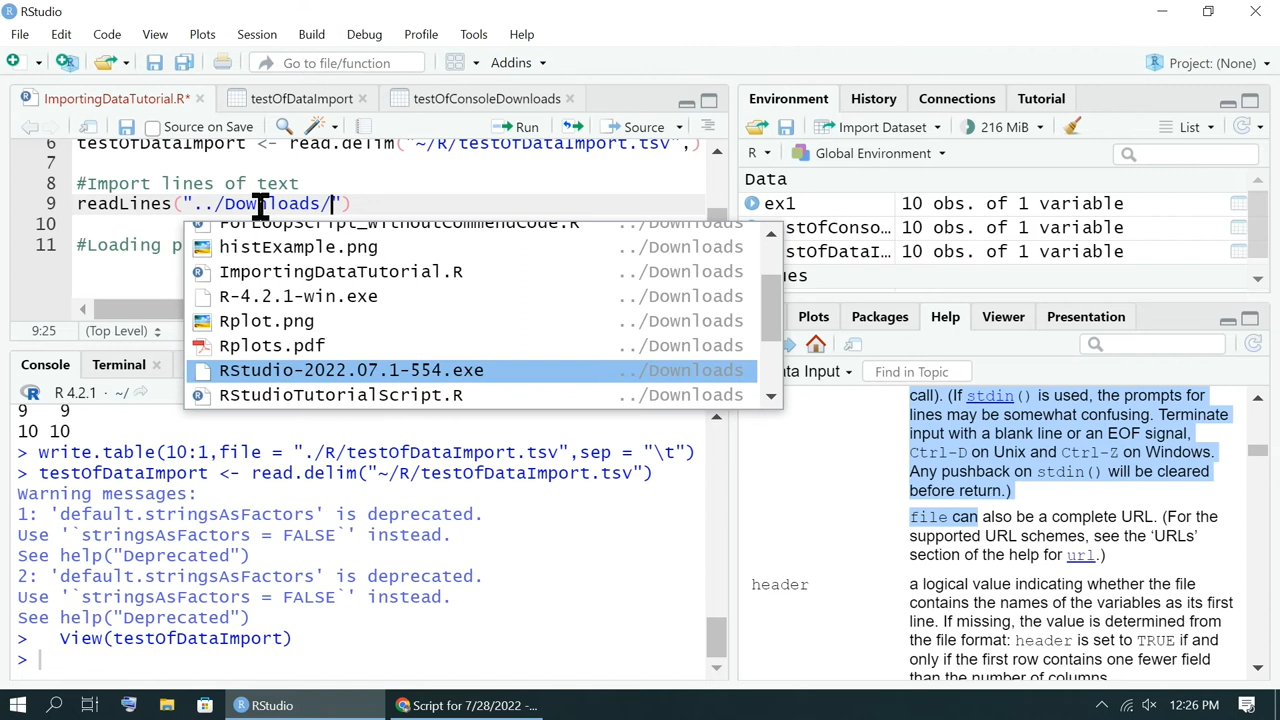 RStudio
File Edit Code View Plots Session Build Debug Profile Tools Help
Go to file/function Addins Project: (None)
ImportingDataTutorial.R* testOfDataImport testOfConsoleDownloads
Source on Save Run Source
6 testOfDataImport <- read.delim("~/R/testOfDataImport.tsv",)
7
8 #Import lines of text
9 readLines("../Downloads/")
10
11 #Loading p
ForLoopScript_WithoutCommendCode.R ../Downloads
histExample.png ../Downloads
ImportingDataTutorial.R ../Downloads
R-4.2.1-win.exe ../Downloads
Rplot.png ../Downloads
Rplots.pdf ../Downloads
RStudio-2022.07.1-554.exe ../Downloads
RStudioTutorialScript.R ../Downloads
9:25 (Top Level)
Console Terminal
R 4.2.1 · ~/
9 9
10 10
> write.table(10:1,file = "./R/testOfDataImport.tsv",sep = "\t")
> testOfDataImport <- read.delim("~/R/testOfDataImport.tsv")
Warning messages:
1: 'default.stringsAsFactors' is deprecated.
Use '`stringsAsFactors = FALSE`' instead.
See help("Deprecated")
2: 'default.stringsAsFactors' is deprecated.
Use '`stringsAsFactors = FALSE`' instead.
See help("Deprecated")
> View(testOfDataImport)
>
Environment History Connections Tutorial
Import Dataset 216 MiB List
R Global Environment
Data
ex1 10 obs. of 1 variable
estOfConso… 10 obs. of 1 variable
estOfDataI… 10 obs. of 1 variable
ues
Plots Packages Help Viewer Presentation
ta Input Find in Topic
call). (If stdin() is used, the prompts for
lines may be somewhat confusing. Terminate
input with a blank line or an EOF signal,
Ctrl-D on Unix and Ctrl-Z on Windows.
Any pushback on stdin() will be cleared
before return.)
file can also be a complete URL. (For the
supported URL schemes, see the ‘URLs’
section of the help for url.)
header a logical value indicating whether the file
contains the names of the variables as its first
line. If missing, the value is determined from
the file format: header is set to TRUE if and
only if the first row contains one fewer field
than the number of columns.
RStudio Script for 7/28/2022 -... 12:26 PM